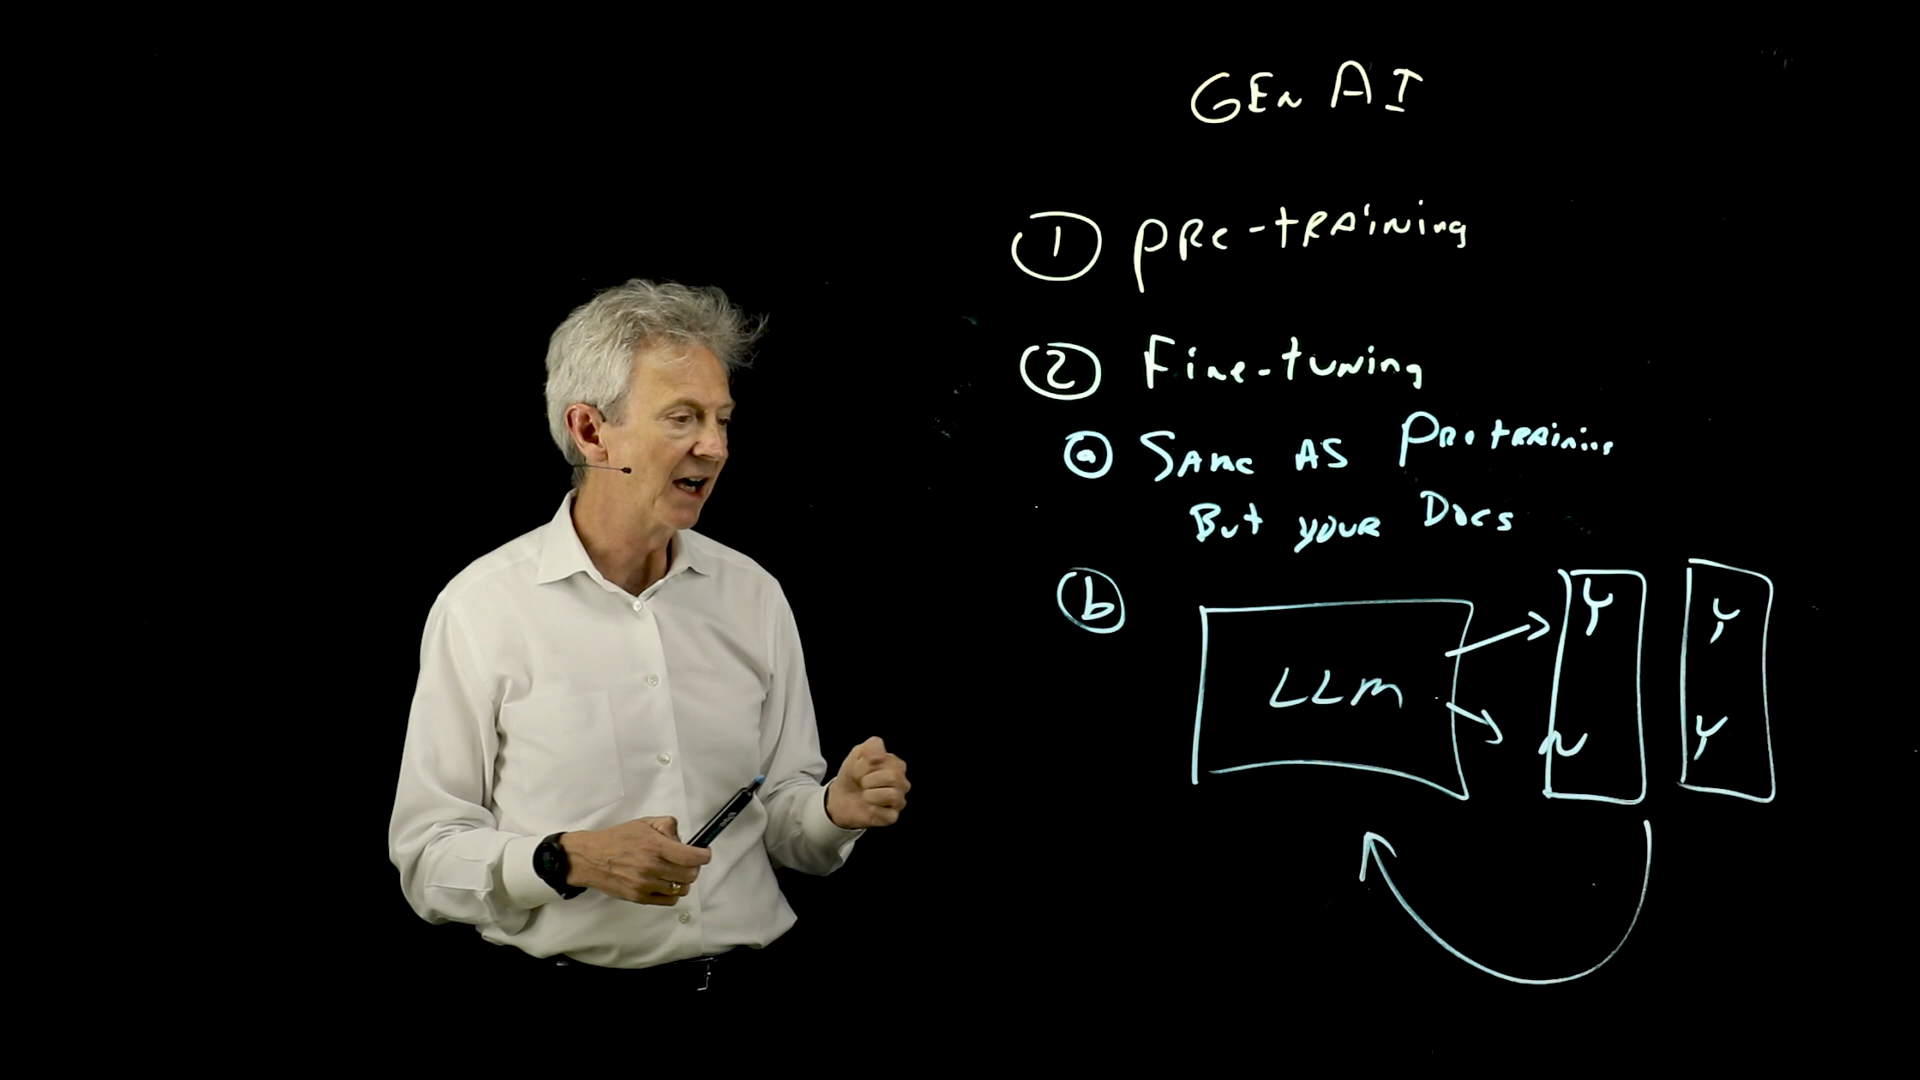 GEn AI
① PRe-tRAining
② Fine-tuning
ⓐ SAme AS Pretraining
But your Docs
ⓑ
LLM
Y Y
N Y